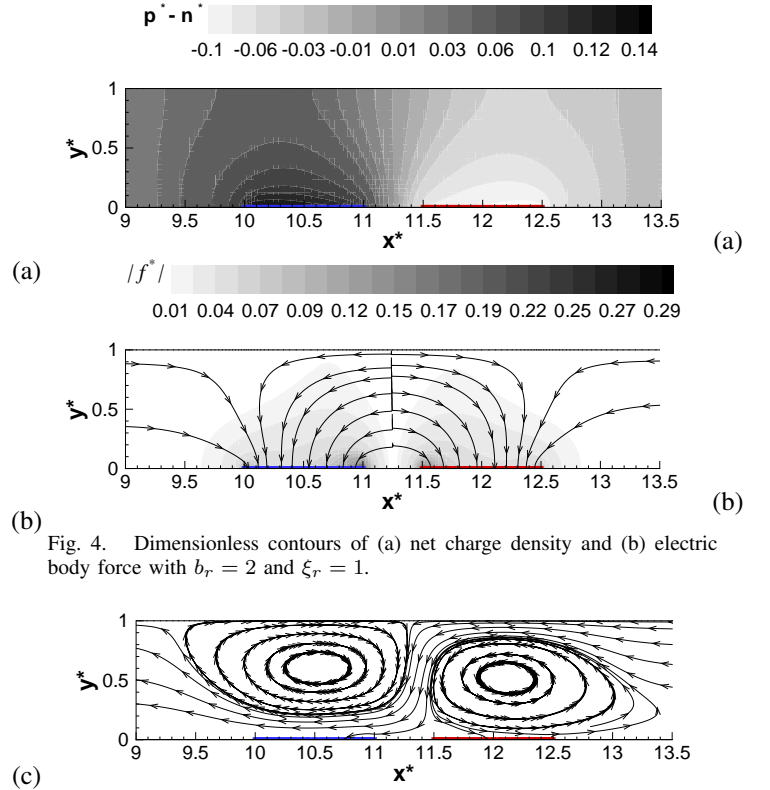 p* - n*
-0.1 -0.06 -0.03 -0.01 0.01 0.03 0.06 0.1 0.12 0.14
1
0.5
0
y*
9 9.5 10 10.5 11 11.5 12 12.5 13 13.5
x*
(a)
(a)
|f*|
0.01 0.04 0.07 0.09 0.12 0.15 0.17 0.19 0.22 0.25 0.27 0.29
1
0.5
0
y*
9 9.5 10 10.5 11 11.5 12 12.5 13 13.5
x*
(b)
(b)
Fig. 4. Dimensionless contours of (a) net charge density and (b) electric
body force with b_r = 2 and ξ_r = 1.
1
0.5
0
y*
9 9.5 10 10.5 11 11.5 12 12.5 13 13.5
x*
(c)